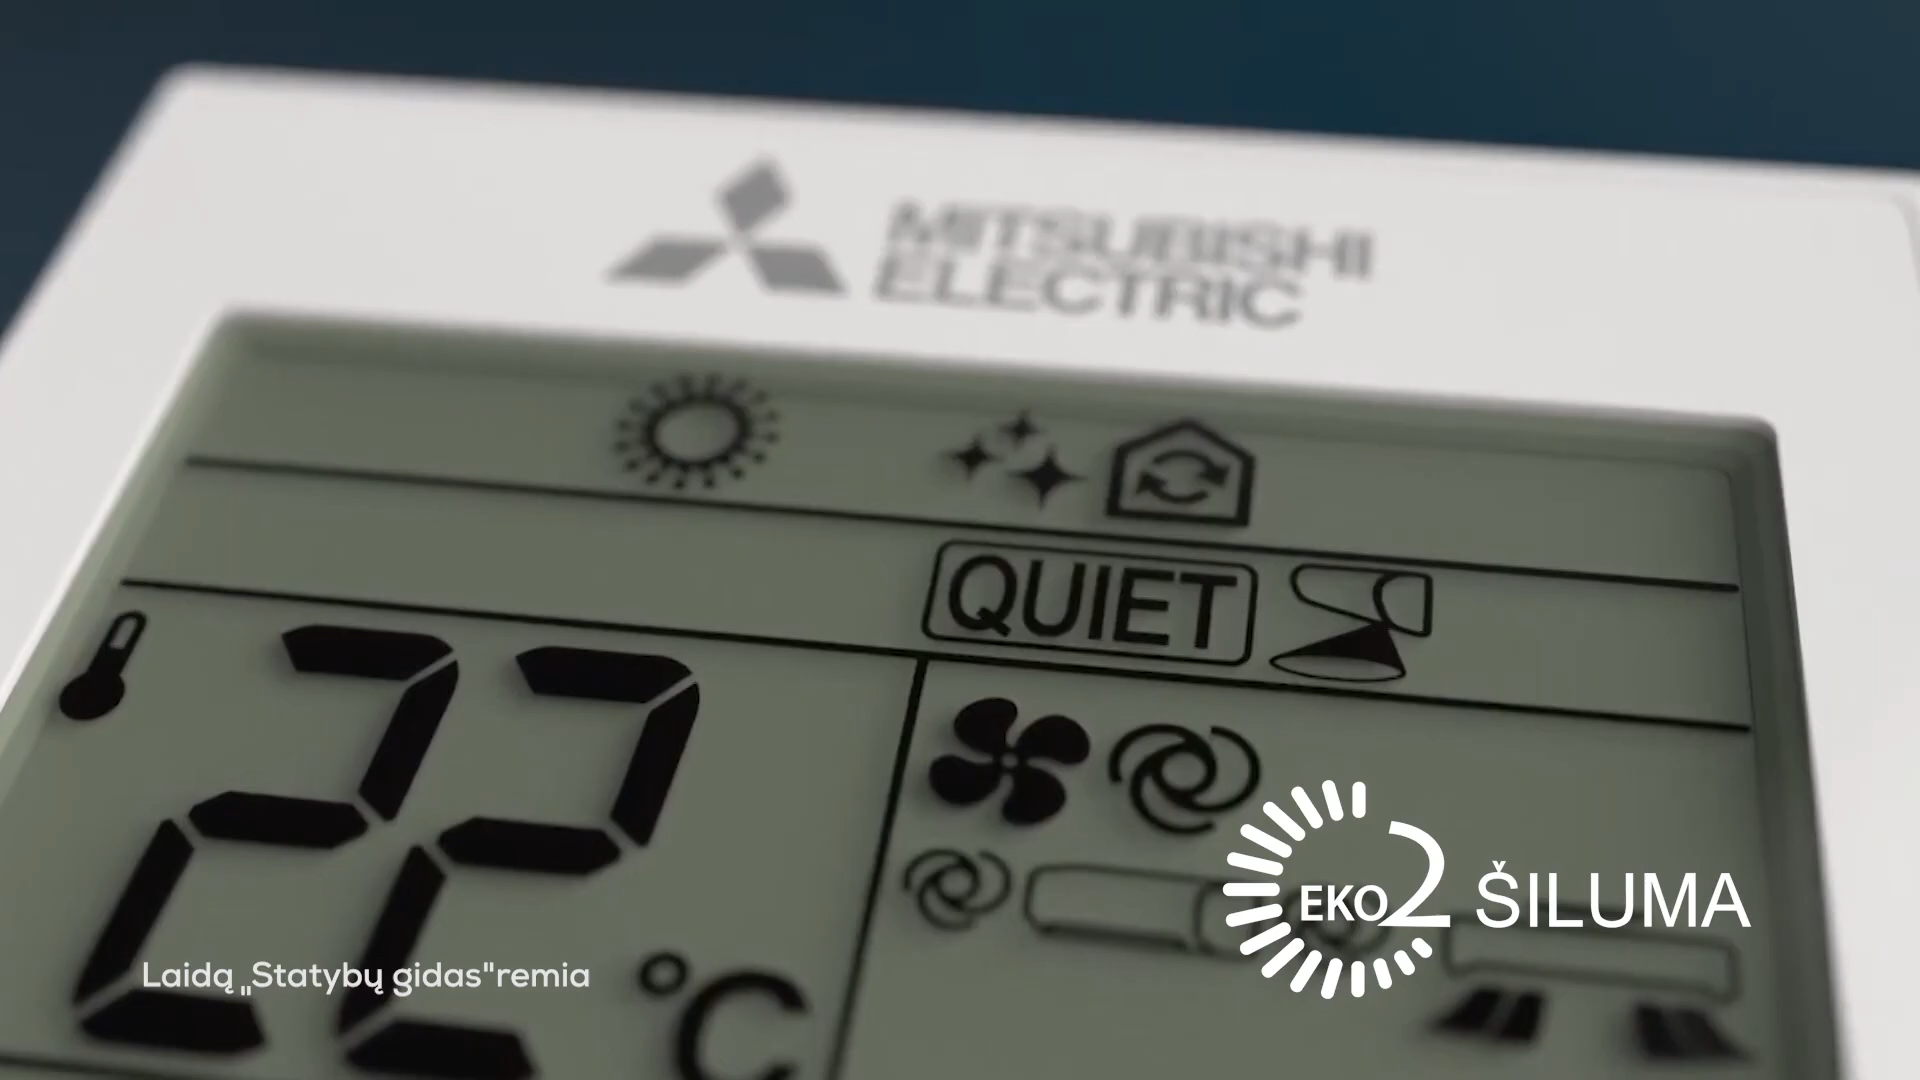 MITSUBISHI
ELECTRIC
QUIET
22 °C
EKO2 ŠILUMA
Laidą „Statybų gidas"remia